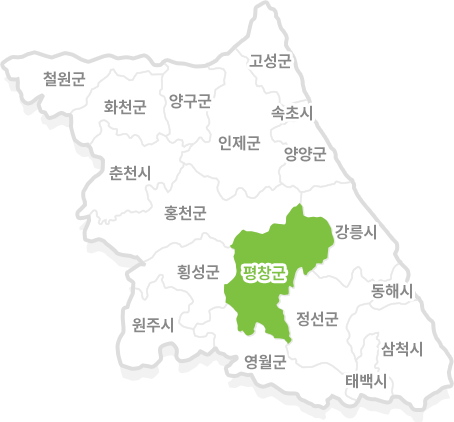 고성군
철원군
양구군
화천군
속초시
인제군
양양군
춘천시
홍천군
강릉시
횡성군
평창군
동해시
정선군
원주시
삼척시
영월군
태백시